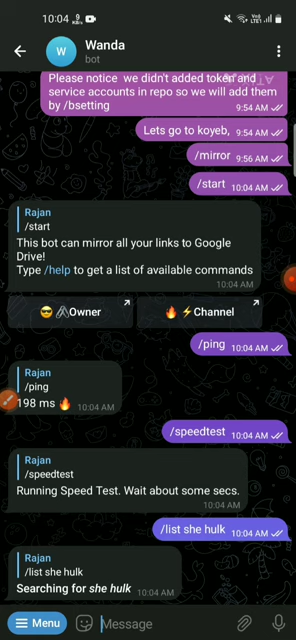 10:04
9
KB/s
Vo))
LTE1
W
Wanda
bot
Please notice we didn't added token and
service accounts in repo so we will add them
by /bsetting
9:54 AM
Lets go to koyeb,
9:54 AM
/mirror
9:56 AM
/start
10:04 AM
Rajan
/start
This bot can mirror all your links to Google
Drive!
Type /help to get a list of available commands
10:04 AM
Owner
Channel
/ping
10:04 AM
Rajan
/ping
198 ms
10:04 AM
/speedtest
10:04 AM
Rajan
/speedtest
Running Speed Test. Wait about some secs.
10:04 AM
/list she hulk
10:04 AM
Rajan
/list she hulk
Searching for she hulk
10:04 AM
Menu
Message